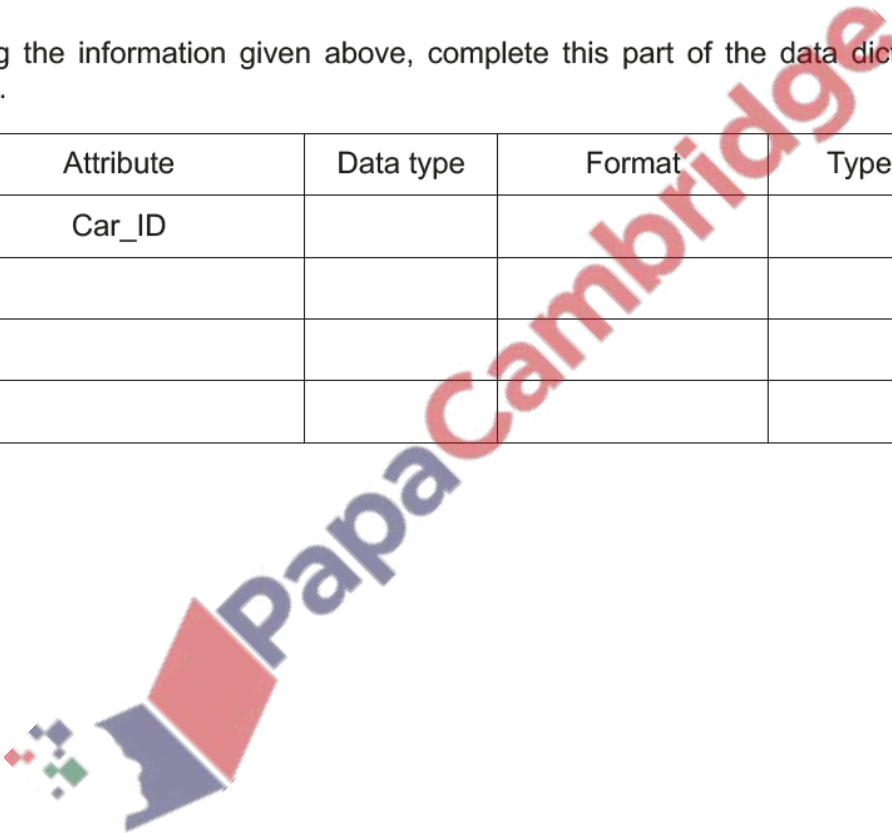 g the information given above, complete this part of the data dic
.
Attribute Data type Format Type
Car_ID
PapaCambridge